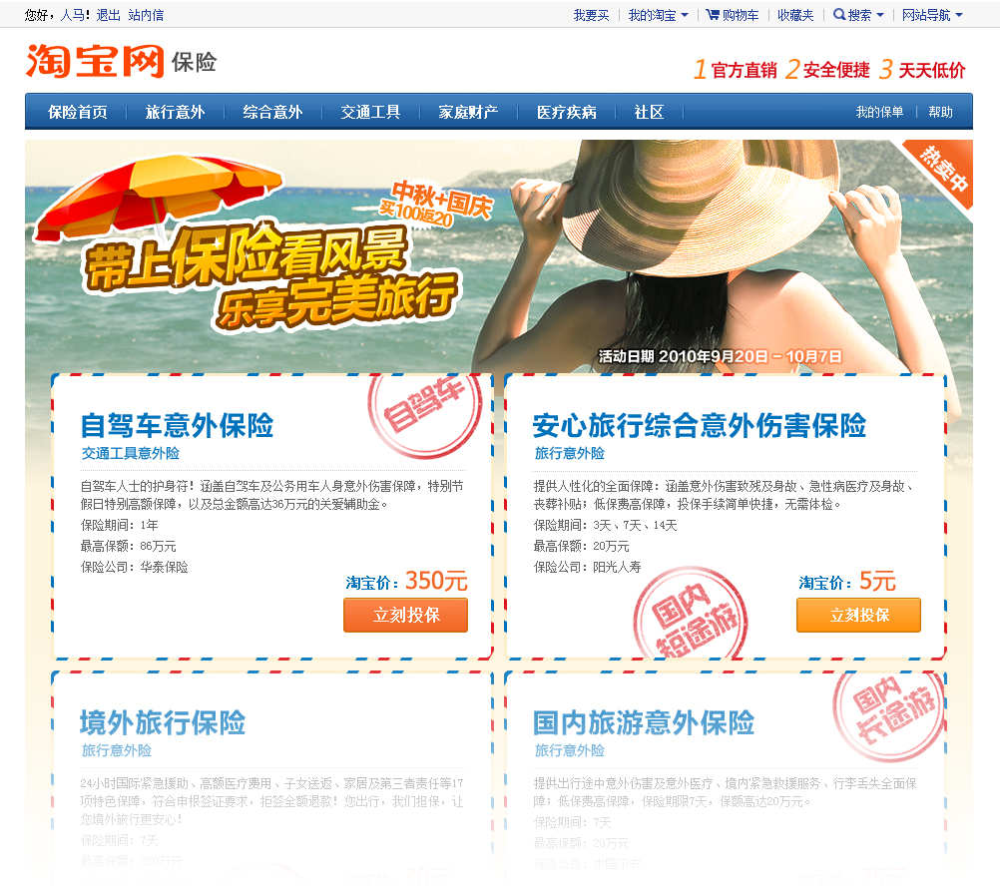 您好，人马！退出 站内信
我要买 我的淘宝 购物车 收藏夹 搜索 网站导航
淘宝网 保险
1 官方直销 2 安全便捷 3 天天低价
保险首页 旅行意外 综合意外 交通工具 家庭财产 医疗疾病 社区 我的保单 帮助
热卖中
中秋+国庆
买100返20
带上保险看风景
乐享完美旅行
活动日期 2010年9月20日 - 10月7日
自驾车
自驾车意外保险
交通工具意外险
自驾车人士的护身符！涵盖自驾车及公务用车人身意外伤害保障，特别节
假日特别高额保障，以及总金额高达36万元的关爱辅助金。
保险期间：1年
最高保额：86万元
保险公司：华泰保险
淘宝价：350元
立刻投保
安心旅行综合意外伤害保险
旅行意外险
提供人性化的全面保障：涵盖意外伤害致残及身故、急性病医疗及身故、
丧葬补贴；低保费高保障，投保手续简单快捷，无需体检。
保险期间：3天、7天、14天
最高保额：20万元
保险公司：阳光人寿
国内
短途游
淘宝价：5元
立刻投保
境外旅行保险
旅行意外险
24小时国际紧急援助、高额医疗费用、子女送返、家居及第三者责任等17
项特色保障，符合申根签证要求，拒签全额退款！您出行，我们担保，让
您境外旅行更安心！
保险期间：7天
最高保额：320万元
淘宝价：30元
国内
长途游
国内旅游意外保险
旅行意外险
提供出行途中意外伤害及意外医疗、境内紧急救援服务、行李丢失全面保
障；低保费高保障，保险期限7天，保额高达20万元。
保险期间：7天
最高保额：20万元
保险公司：中国平安
淘宝价：25元